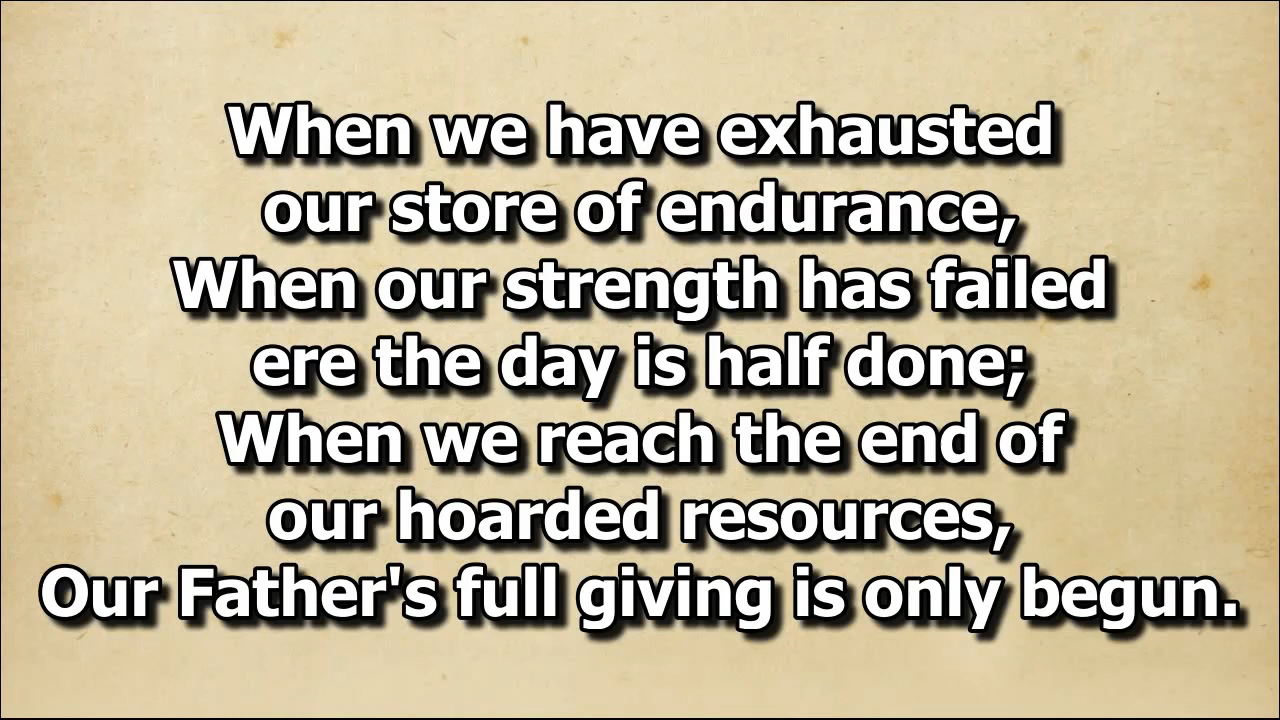 When we have exhausted
our store of endurance,
When our strength has failed
ere the day is half done;
When we reach the end of
our hoarded resources,
Our Father's full giving is only begun.